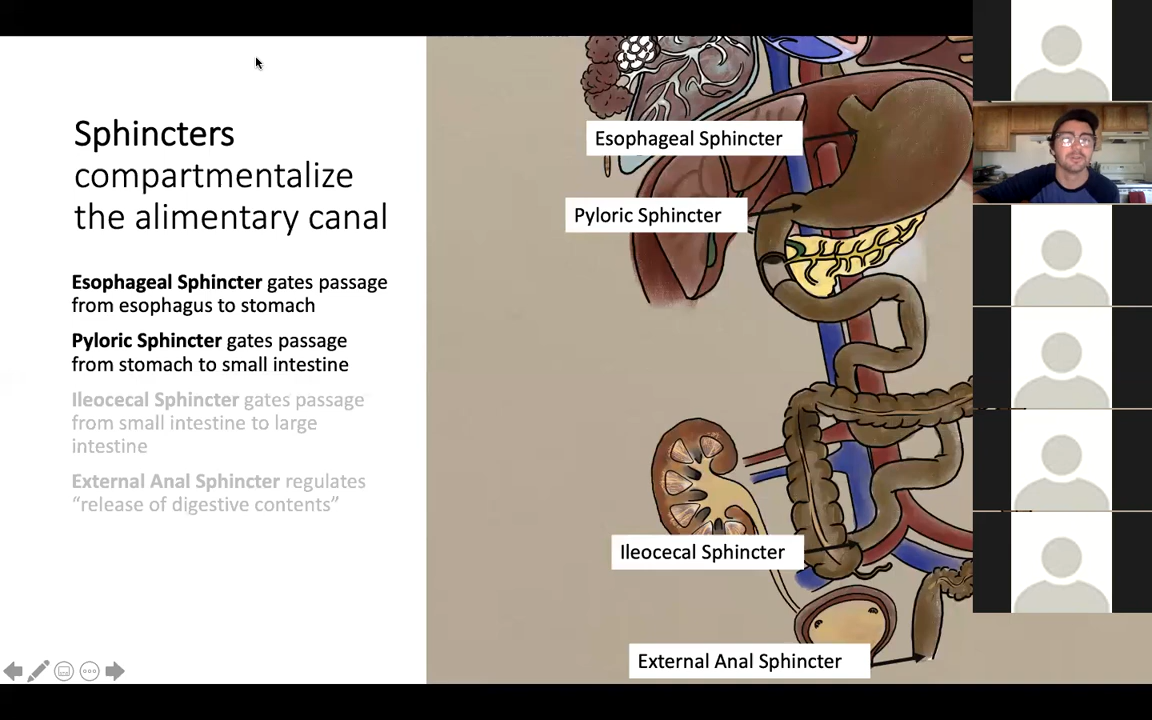 Sphincters
compartmentalize
the alimentary canal
Esophageal Sphincter gates passage
from esophagus to stomach
Pyloric Sphincter gates passage
from stomach to small intestine
Ileocecal Sphincter gates passage
from small intestine to large
intestine
External Anal Sphincter regulates
“release of digestive contents”
Esophageal Sphincter
Pyloric Sphincter
Ileocecal Sphincter
External Anal Sphincter